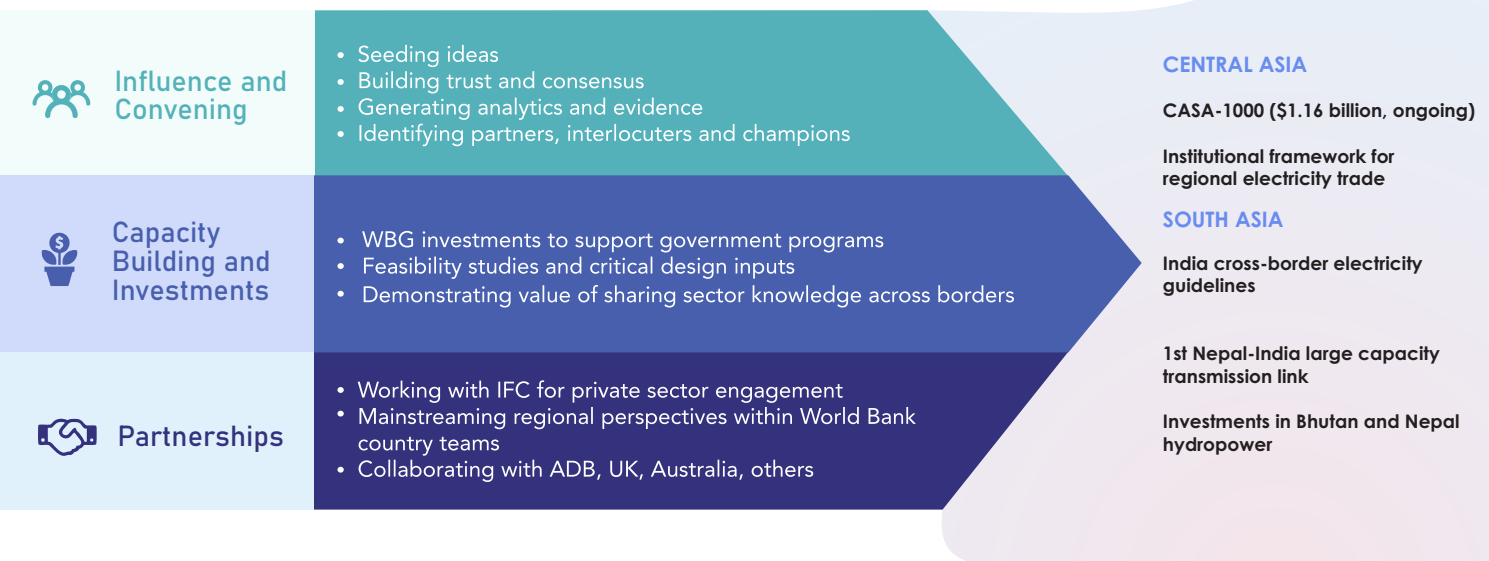 Influence and
Convening
• Seeding ideas
• Building trust and consensus
• Generating analytics and evidence
• Identifying partners, interlocuters and champions
Capacity
Building and
Investments
$
• WBG investments to support government programs
• Feasibility studies and critical design inputs
• Demonstrating value of sharing sector knowledge across borders
Partnerships
• Working with IFC for private sector engagement
• Mainstreaming regional perspectives within World Bank
country teams
• Collaborating with ADB, UK, Australia, others
CENTRAL ASIA
CASA-1000 ($1.16 billion, ongoing)
Institutional framework for
regional electricity trade
SOUTH ASIA
India cross-border electricity
guidelines
1st Nepal-India large capacity
transmission link
Investments in Bhutan and Nepal
hydropower